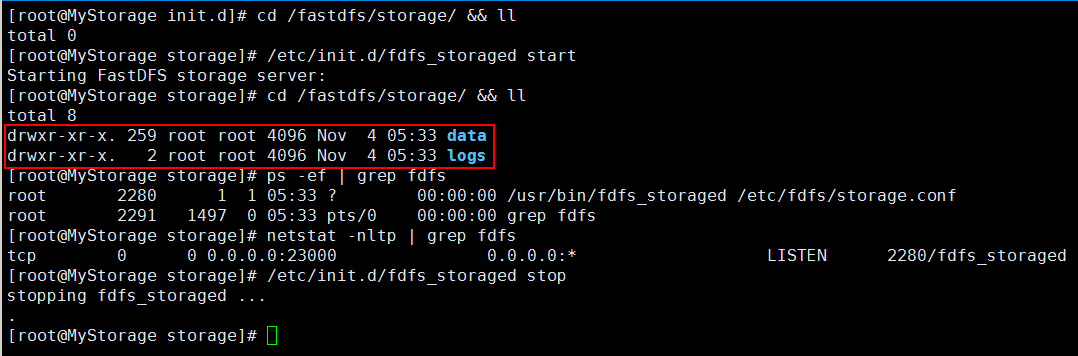 [root@MyStorage init.d]# cd /fastdfs/storage/ && ll
total 0
[root@MyStorage storage]# /etc/init.d/fdfs_storaged start
Starting FastDFS storage server:
[root@MyStorage storage]# cd /fastdfs/storage/ && ll
total 8
drwxr-xr-x. 259 root root 4096 Nov  4 05:33 data
drwxr-xr-x.   2 root root 4096 Nov  4 05:33 logs
[root@MyStorage storage]# ps -ef | grep fdfs
root       2280      1  1 05:33 ?        00:00:00 /usr/bin/fdfs_storaged /etc/fdfs/storage.conf
root       2291   1497  0 05:33 pts/0    00:00:00 grep fdfs
[root@MyStorage storage]# netstat -nltp | grep fdfs
tcp        0      0 0.0.0.0:23000               0.0.0.0:*                   LISTEN      2280/fdfs_storaged
[root@MyStorage storage]# /etc/init.d/fdfs_storaged stop
stopping fdfs_storaged ...
.
[root@MyStorage storage]#